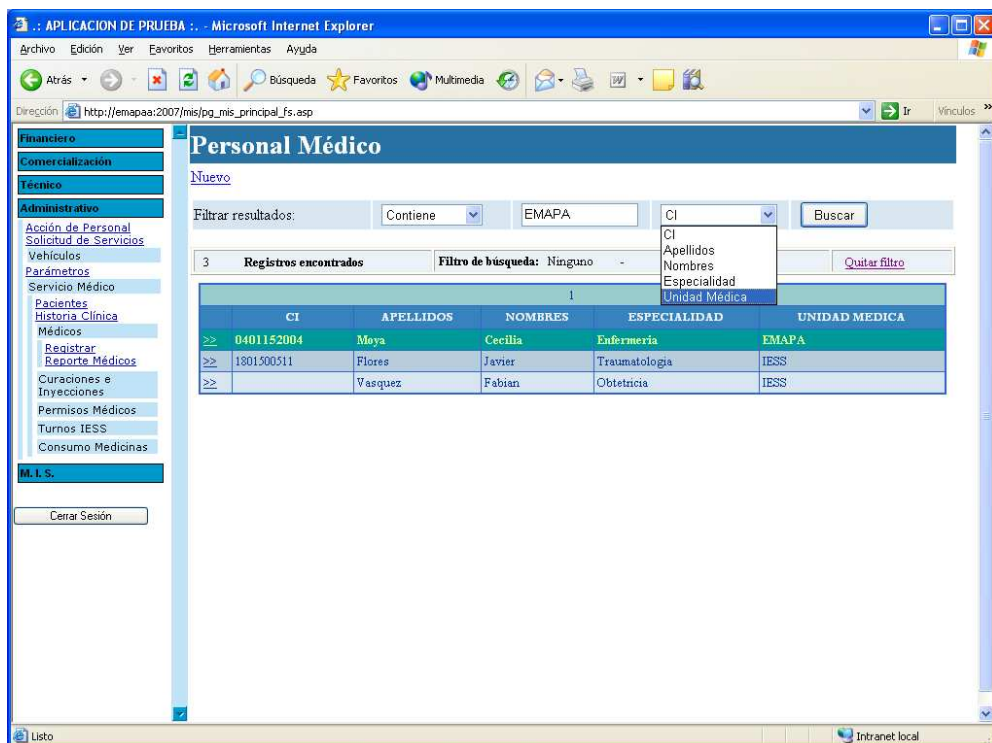 .: APLICACION DE PRUEBA :. - Microsoft Internet Explorer
Archivo Edición Ver Favoritos Herramientas Ayuda
Atrás Búsqueda Favoritos Multimedia
Dirección http://emapaa:2007/mis/pg_mis_principal_fs.asp Ir Vínculos »
Financiero
Comercialización
Técnico
Administrativo
Acción de Personal
Solicitud de Servicios
Vehículos
Parámetros
Servicio Médico
Pacientes
Historia Clínica
Médicos
Registrar
Reporte Médicos
Curaciones e
Inyecciones
Permisos Médicos
Turnos IESS
Consumo Medicinas
M. I. S.
Cerrar Sesión
Personal Médico
Nuevo
Filtrar resultados: Contiene EMAPA CI Buscar
CI
Apellidos
Nombres
Especialidad
Unidad Médica
3 Registros encontrados Filtro de búsqueda: Ninguno - Quitar filtro
1
CI APELLIDOS NOMBRES ESPECIALIDAD UNIDAD MEDICA
>> 0401152004 Moya Cecilia Enfermeria EMAPA
>> 1801500511 Flores Javier Traumatologia IESS
>> Vasquez Fabian Obtetricia IESS
Listo Intranet local